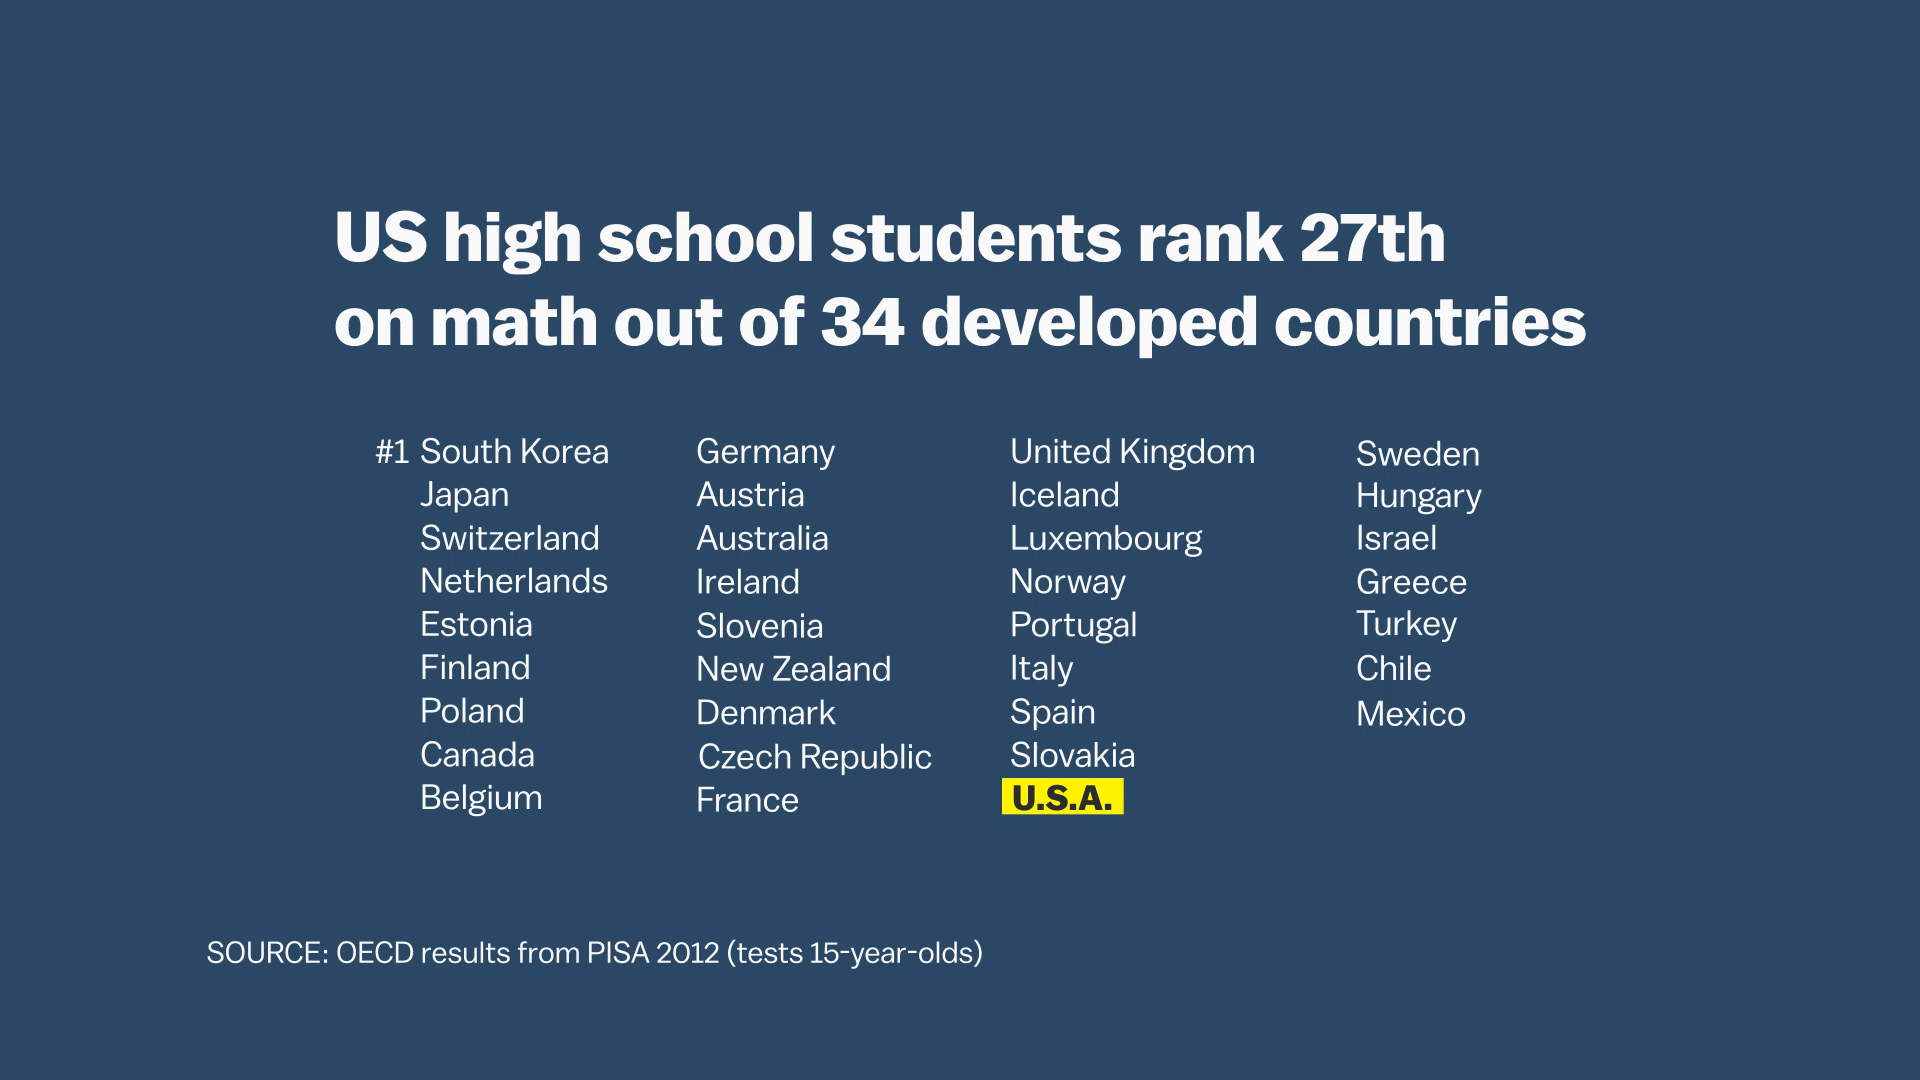 US high school students rank 27th
on math out of 34 developed countries
#1 South Korea
Japan
Switzerland
Netherlands
Estonia
Finland
Poland
Canada
Belgium
Germany
Austria
Australia
Ireland
Slovenia
New Zealand
Denmark
Czech Republic
France
United Kingdom
Iceland
Luxembourg
Norway
Portugal
Italy
Spain
Slovakia
U.S.A.
Sweden
Hungary
Israel
Greece
Turkey
Chile
Mexico
SOURCE: OECD results from PISA 2012 (tests 15-year-olds)